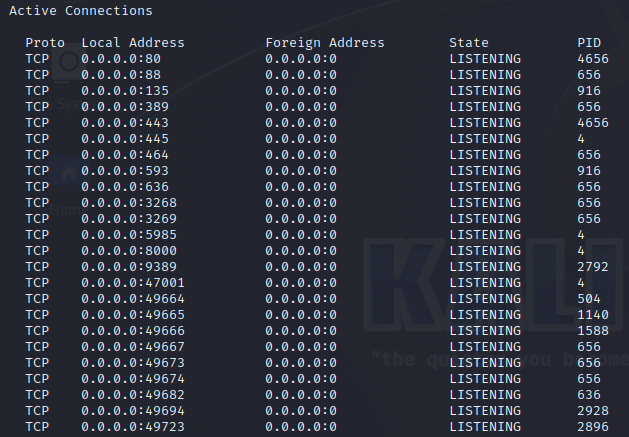 Active Connections
Proto Local Address Foreign Address State PID
TCP 0.0.0.0:80 0.0.0.0:0 LISTENING 4656
TCP 0.0.0.0:88 0.0.0.0:0 LISTENING 656
TCP 0.0.0.0:135 0.0.0.0:0 LISTENING 916
TCP 0.0.0.0:389 0.0.0.0:0 LISTENING 656
TCP 0.0.0.0:443 0.0.0.0:0 LISTENING 4656
TCP 0.0.0.0:445 0.0.0.0:0 LISTENING 4
TCP 0.0.0.0:464 0.0.0.0:0 LISTENING 656
TCP 0.0.0.0:593 0.0.0.0:0 LISTENING 916
TCP 0.0.0.0:636 0.0.0.0:0 LISTENING 656
TCP 0.0.0.0:3268 0.0.0.0:0 LISTENING 656
TCP 0.0.0.0:3269 0.0.0.0:0 LISTENING 656
TCP 0.0.0.0:5985 0.0.0.0:0 LISTENING 4
TCP 0.0.0.0:8000 0.0.0.0:0 LISTENING 4
TCP 0.0.0.0:9389 0.0.0.0:0 LISTENING 2792
TCP 0.0.0.0:47001 0.0.0.0:0 LISTENING 4
TCP 0.0.0.0:49664 0.0.0.0:0 LISTENING 504
TCP 0.0.0.0:49665 0.0.0.0:0 LISTENING 1140
TCP 0.0.0.0:49666 0.0.0.0:0 LISTENING 1588
TCP 0.0.0.0:49667 0.0.0.0:0 LISTENING 656
TCP 0.0.0.0:49673 0.0.0.0:0 LISTENING 656
TCP 0.0.0.0:49674 0.0.0.0:0 LISTENING 656
TCP 0.0.0.0:49682 0.0.0.0:0 LISTENING 636
TCP 0.0.0.0:49694 0.0.0.0:0 LISTENING 2928
TCP 0.0.0.0:49723 0.0.0.0:0 LISTENING 2896